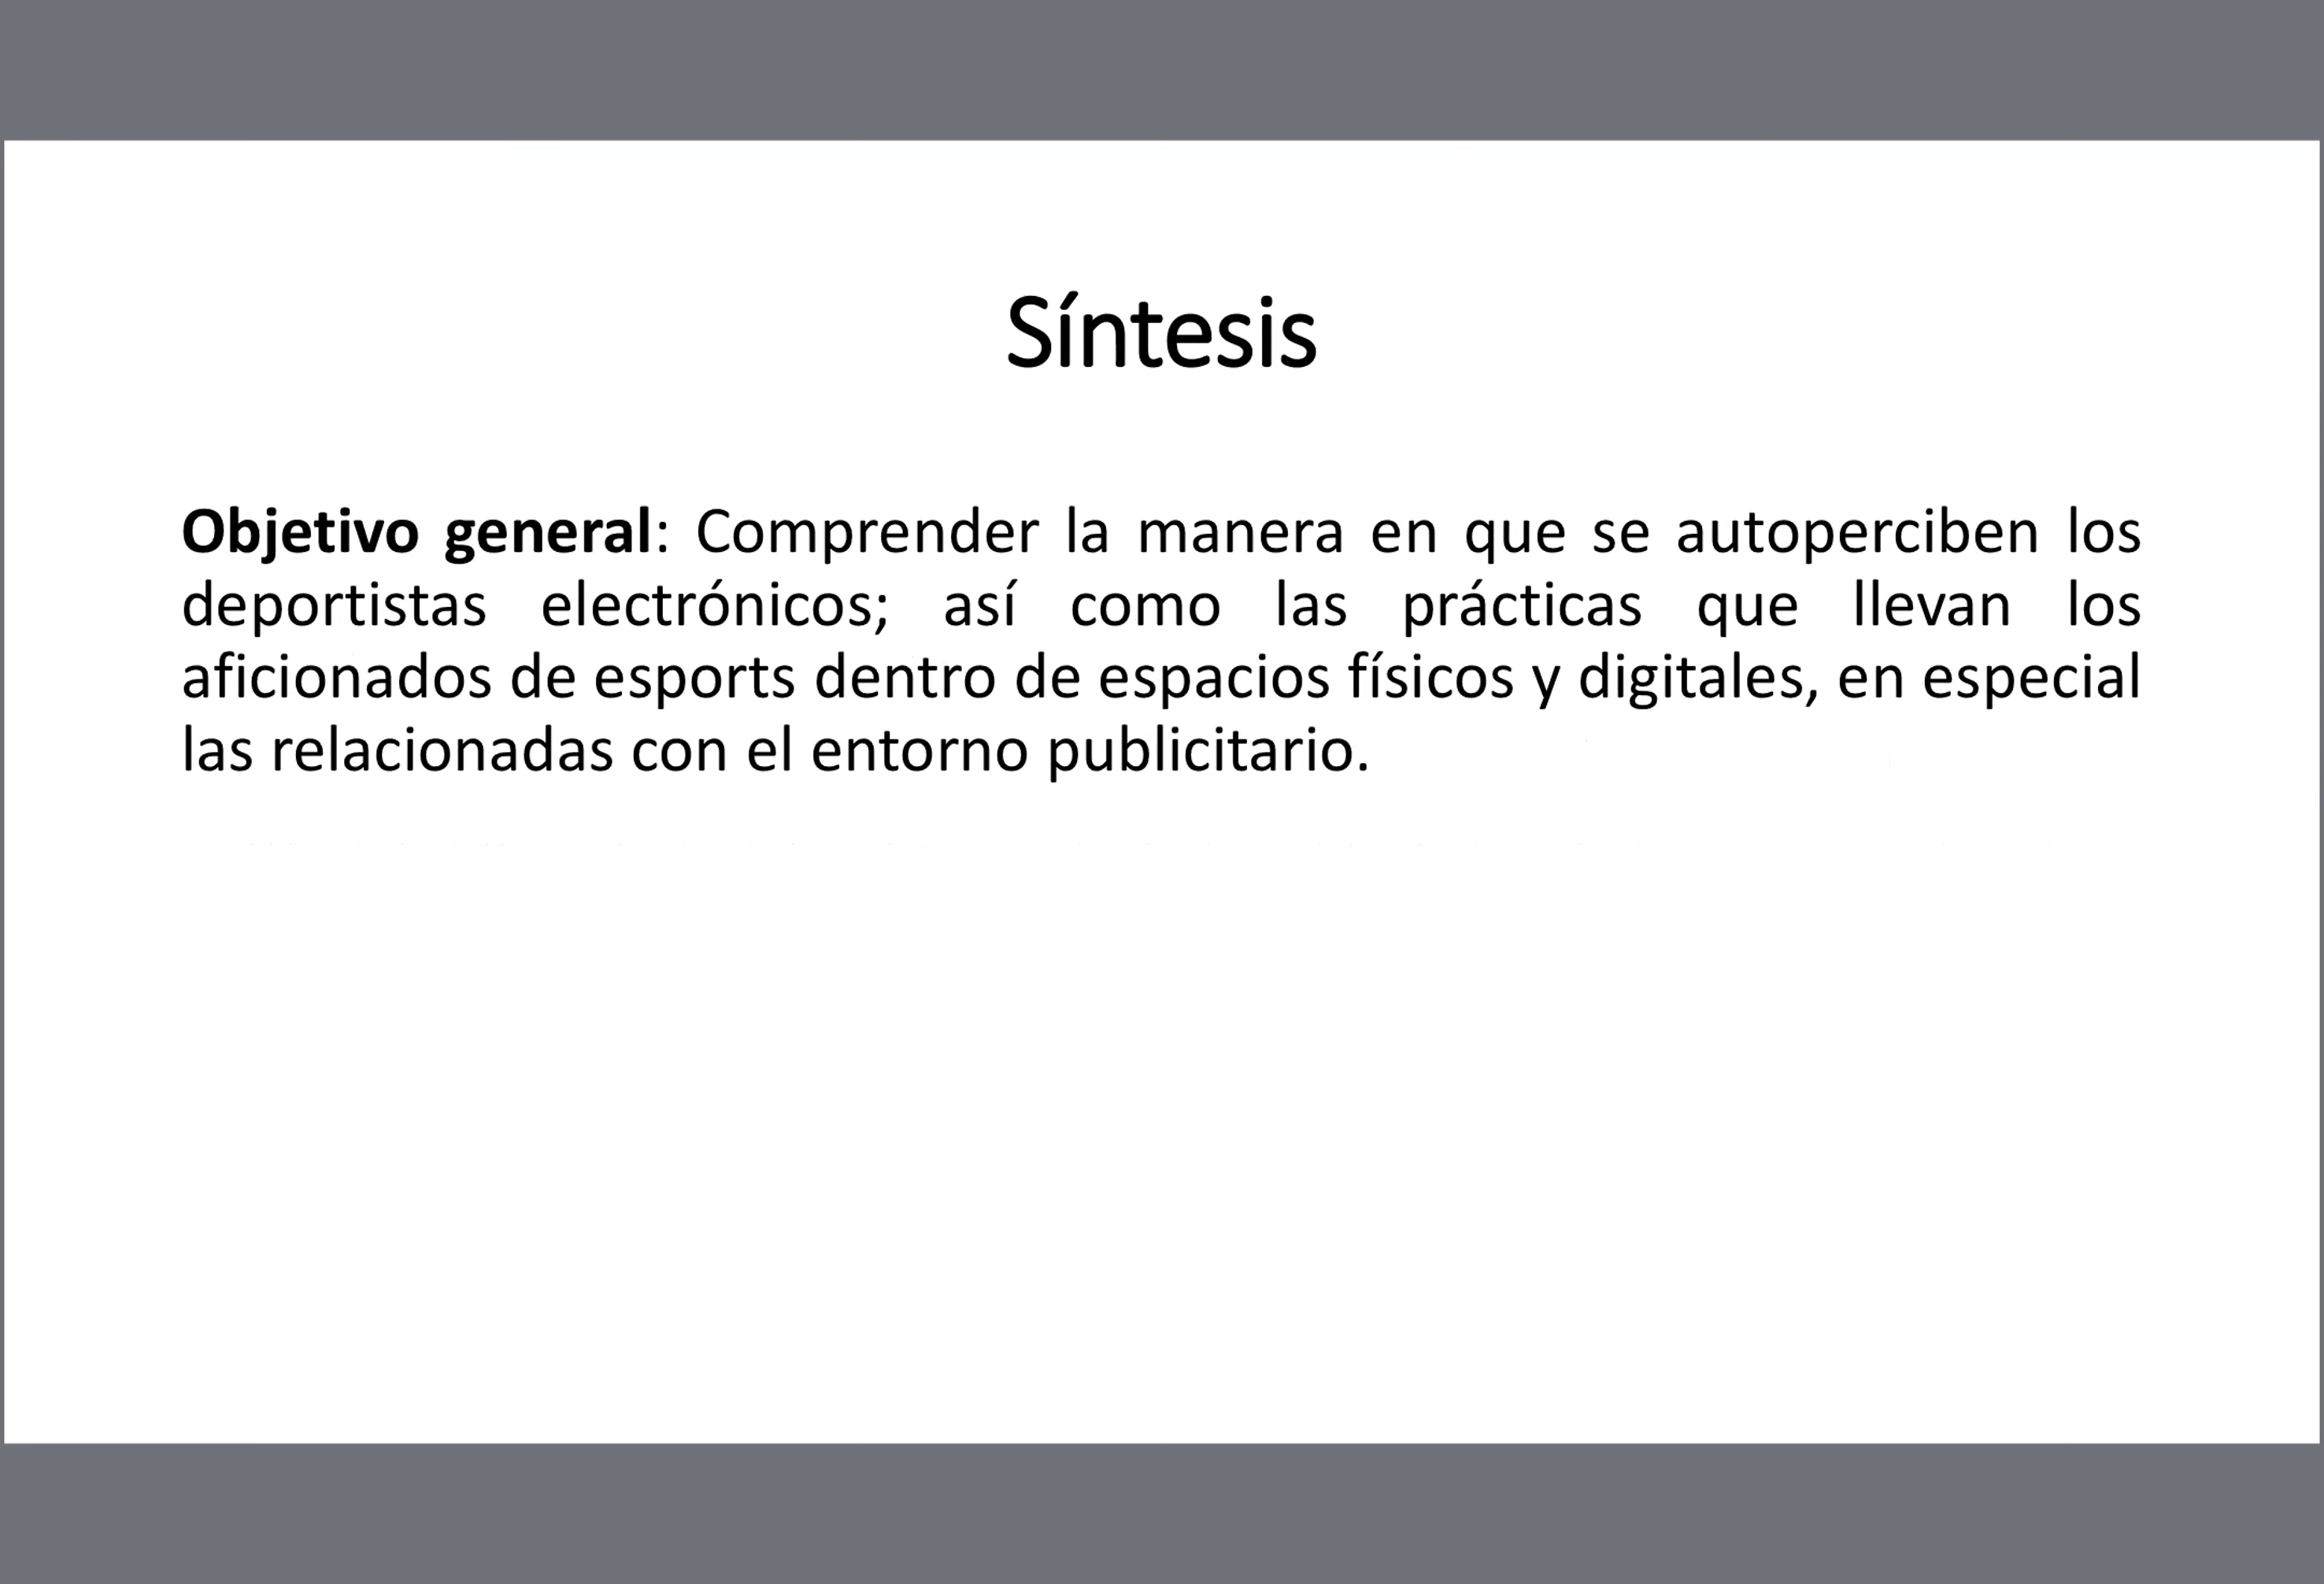 Síntesis
Objetivo general: Comprender la manera en que se autoperciben los
deportistas electrónicos; así como las prácticas que llevan los
aficionados de esports dentro de espacios físicos y digitales, en especial
las relacionadas con el entorno publicitario.